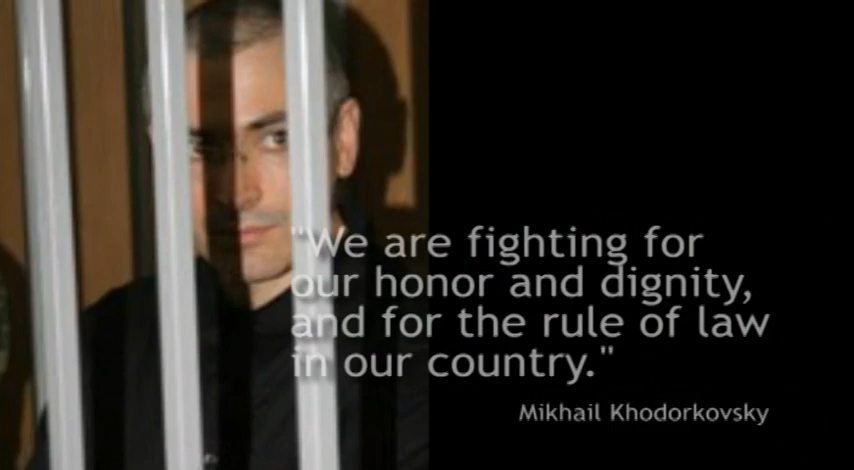 "We are fighting for
our honor and dignity,
and for the rule of law
in our country."
Mikhail Khodorkovsky